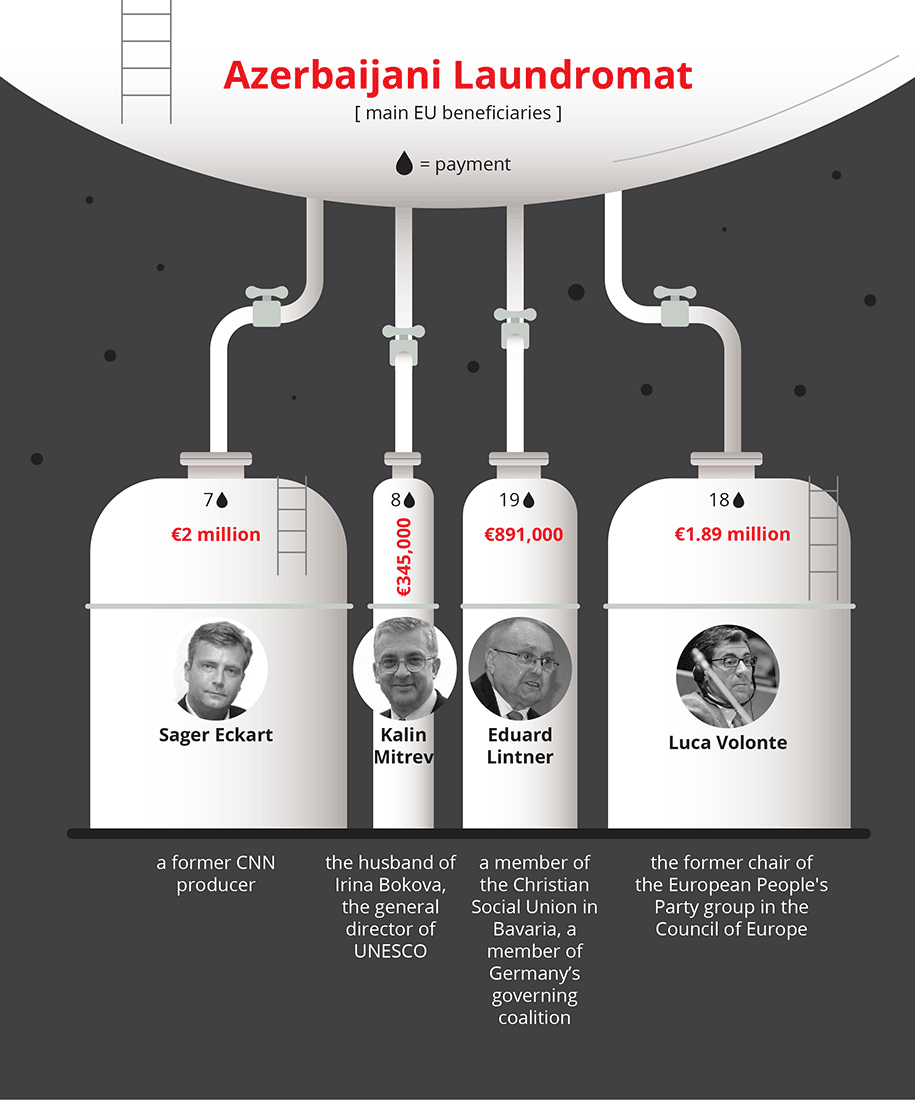 Azerbaijani Laundromat
[ main EU beneficiaries ]
= payment
7
€2 million
Sager Eckart
a former CNN
producer
8
€345,000
Kalin
Mitrev
the husband of
Irina Bokova,
the general
director of
UNESCO
19
€891,000
Eduard
Lintner
a member of
the Christian
Social Union in
Bavaria, a
member of
Germany’s
governing
coalition
18
€1.89 million
Luca Volonte
the former chair of
the European People's
Party group in the
Council of Europe